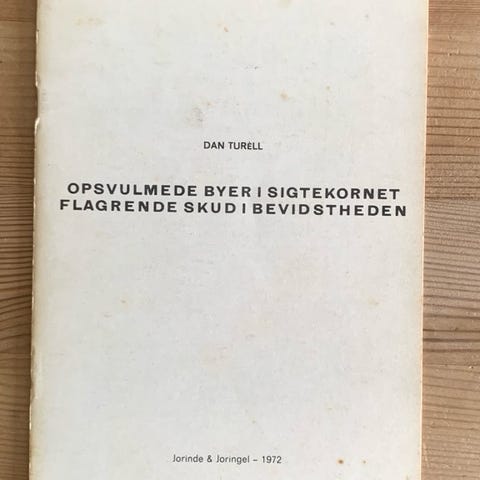 DAN TURÈLL
OPSVULMEDE BYER I SIGTEKORNET
FLAGRENDE SKUD I BEVIDSTHEDEN
Jorinde & Joringel – 1972